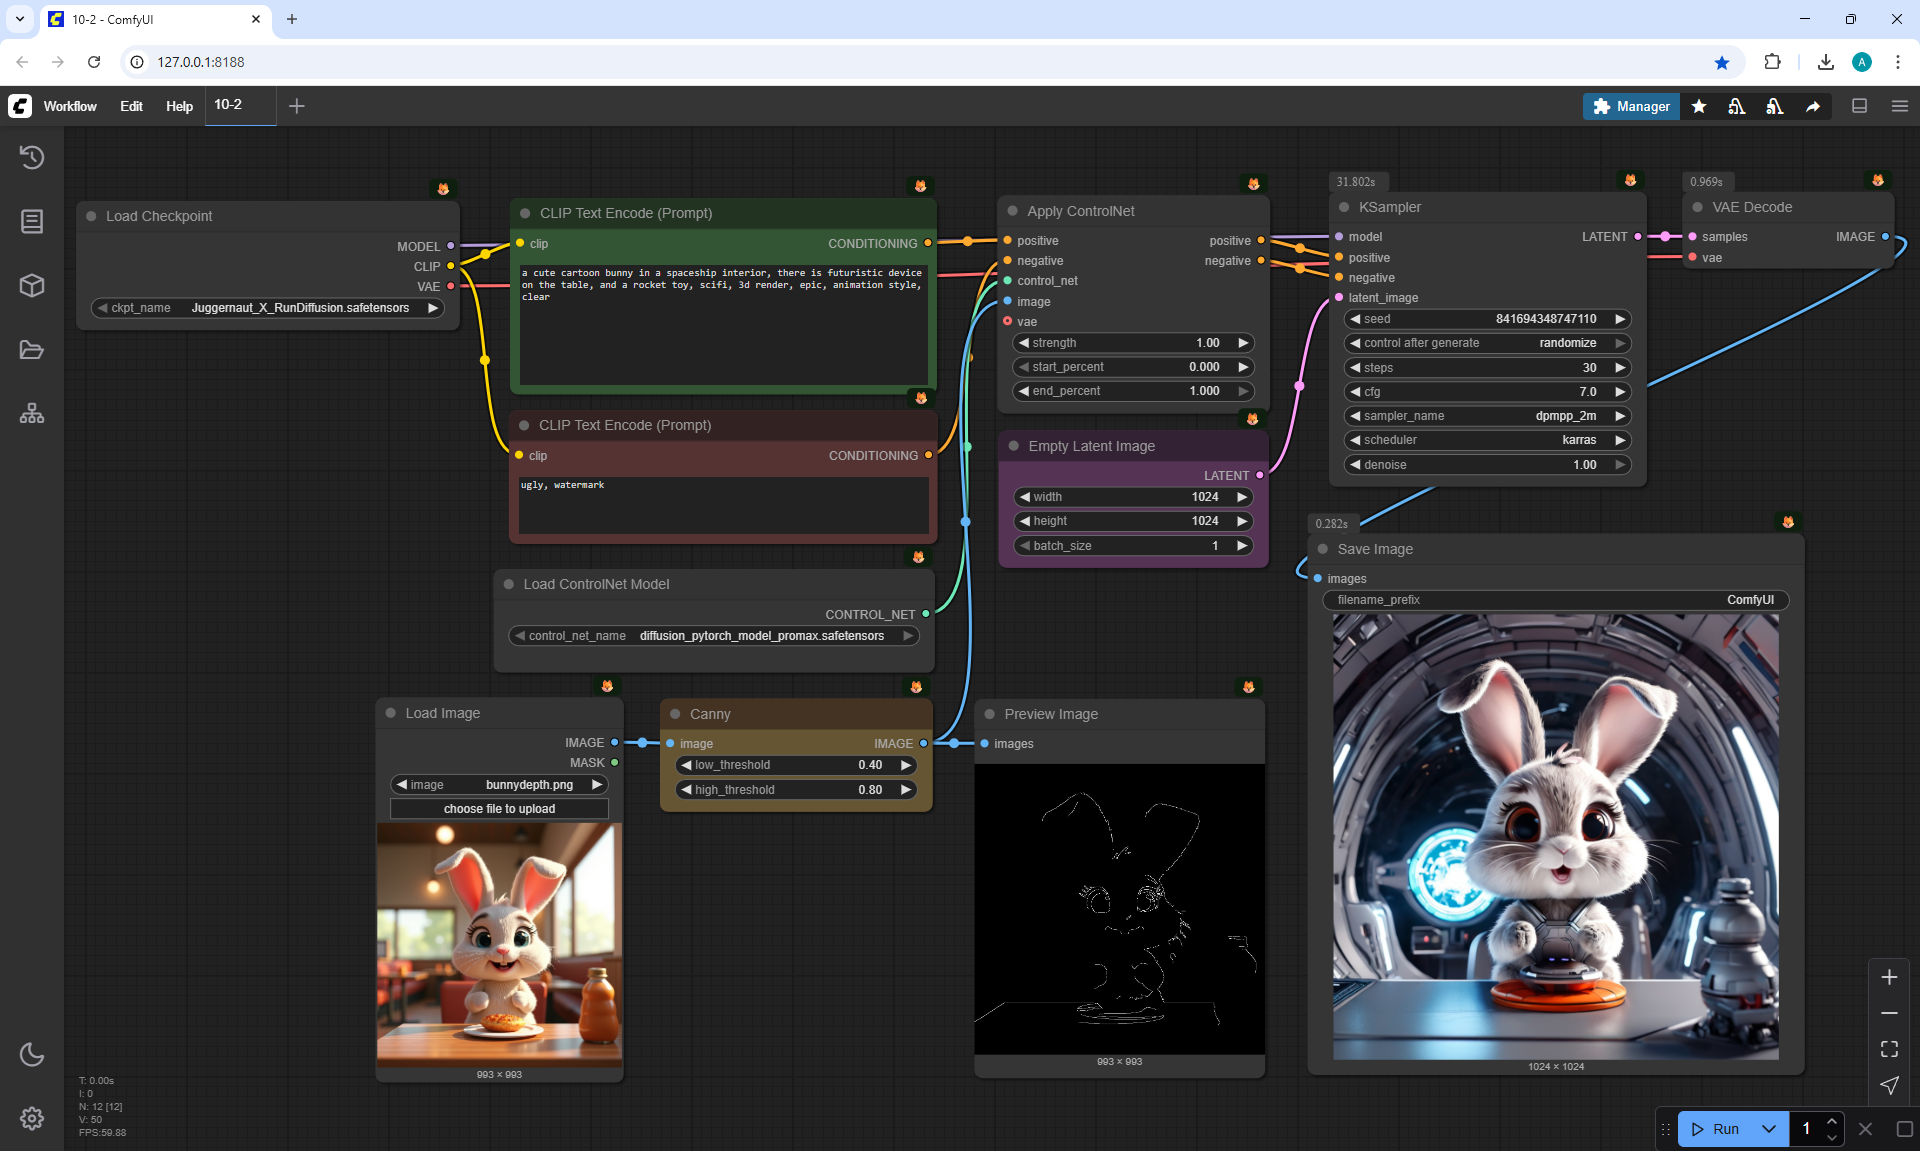 10-2 - ComfyUI
127.0.0.1:8188
A
Workflow Edit Help 10-2
Manager
Load Checkpoint
MODEL
CLIP
VAE
ckpt_name Juggernaut_X_RunDiffusion.safetensors
CLIP Text Encode (Prompt)
clip CONDITIONING
a cute cartoon bunny in a spaceship interior, there is futuristic device
on the table, and a rocket toy, scifi, 3d render, epic, animation style,
clear
CLIP Text Encode (Prompt)
clip CONDITIONING
ugly, watermark
Load ControlNet Model
CONTROL_NET
control_net_name diffusion_pytorch_model_promax.safetensors
Apply ControlNet
positive positive
negative negative
control_net
image
vae
strength 1.00
start_percent 0.000
end_percent 1.000
Empty Latent Image
LATENT
width 1024
height 1024
batch_size 1
31.802s
KSampler
model LATENT
positive
negative
latent_image
seed 841694348747110
control after generate randomize
steps 30
cfg 7.0
sampler_name dpmpp_2m
scheduler karras
denoise 1.00
0.969s
VAE Decode
samples IMAGE
vae
0.282s
Save Image
images
filename_prefix ComfyUI
1024 × 1024
Load Image
IMAGE
MASK
image bunnydepth.png
choose file to upload
993 × 993
Canny
image IMAGE
low_threshold 0.40
high_threshold 0.80
Preview Image
images
993 × 993
T: 0.00s
I: 0
N: 12 [12]
V: 50
FPS:59.88
Run 1